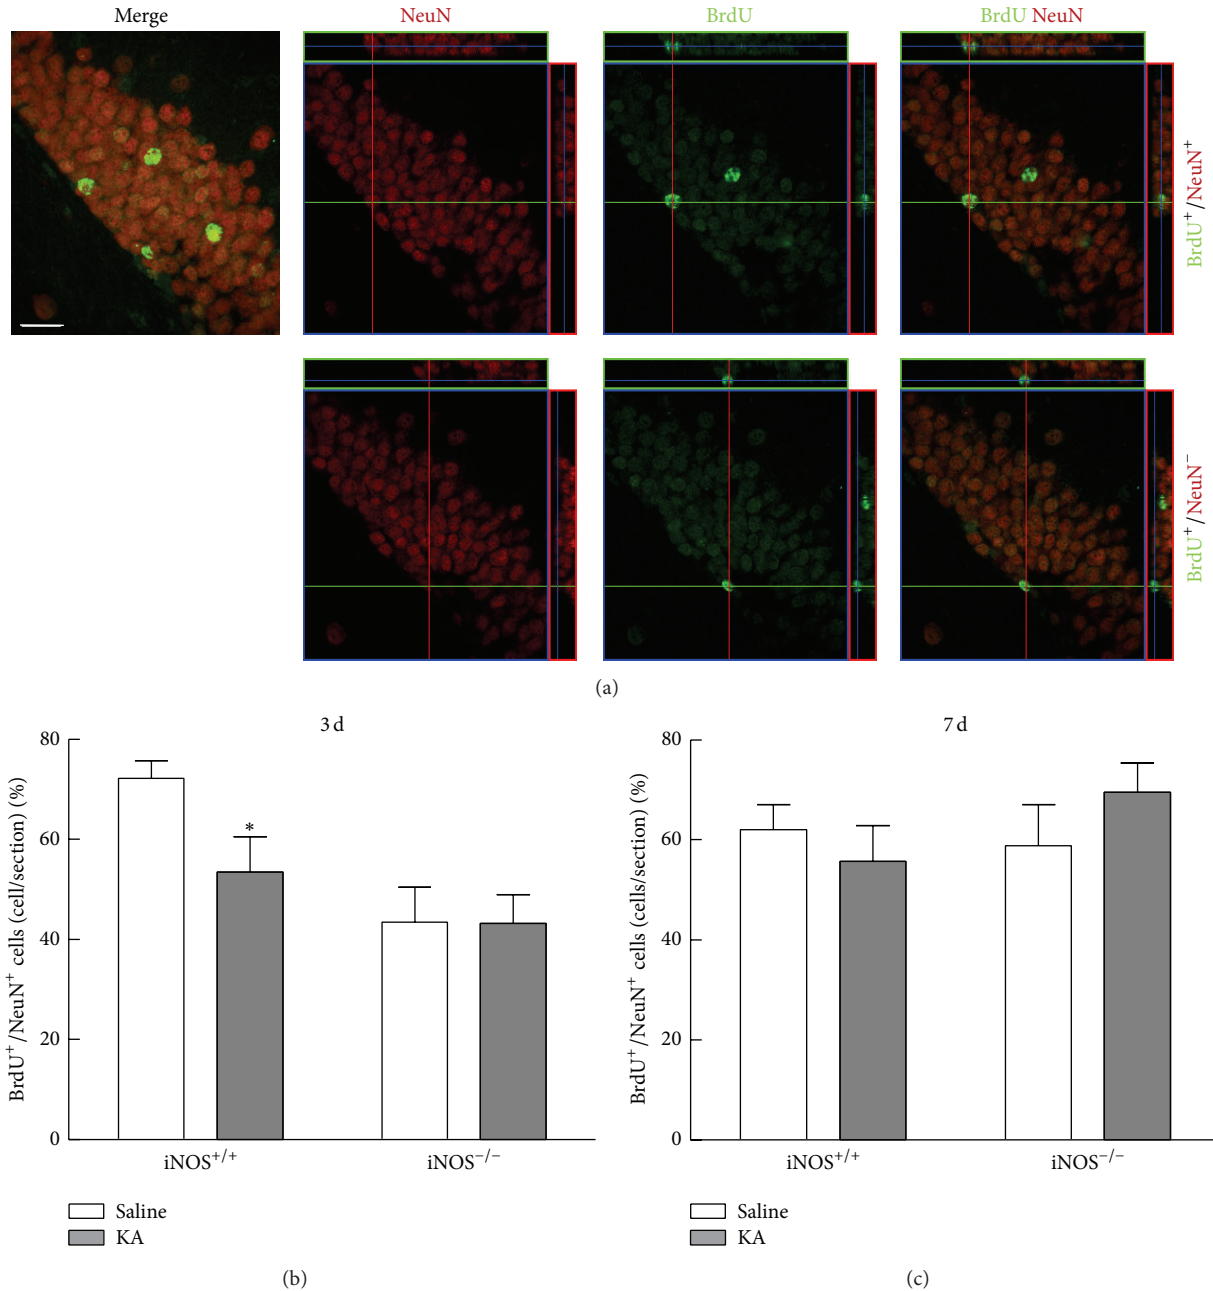 Merge
NeuN
BrdU
BrdU NeuN
BrdU⁺/NeuN⁺
BrdU⁺/NeuN⁻
(a)
3 d
BrdU⁺/NeuN⁺ cells (cell/section) (%)
80
60
40
20
0
*
iNOS⁺/⁺
iNOS⁻/⁻
Saline
KA
(b)
7 d
BrdU⁺/NeuN⁺ cells (cells/section) (%)
80
60
40
20
0
iNOS⁺/⁺
iNOS⁻/⁻
Saline
KA
(c)